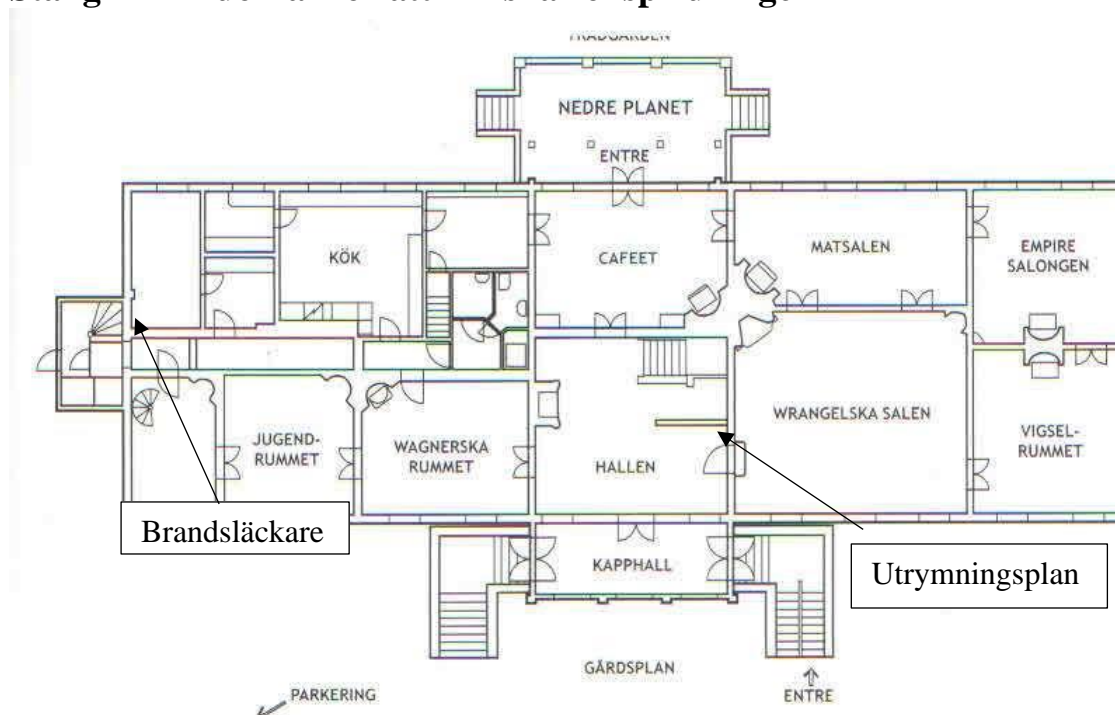 TRÄDGÅRDEN
NEDRE PLANET
ENTRE
KÖK
CAFEET
MATSALEN
EMPIRE
SALONGEN
JUGEND-
RUMMET
WAGNERSKA
RUMMET
HALLEN
WRANGELSKA SALEN
VIGSEL-
RUMMET
Brandsläckare
KAPPHALL
Utrymningsplan
GÅRDSPLAN
PARKERING
ENTRE